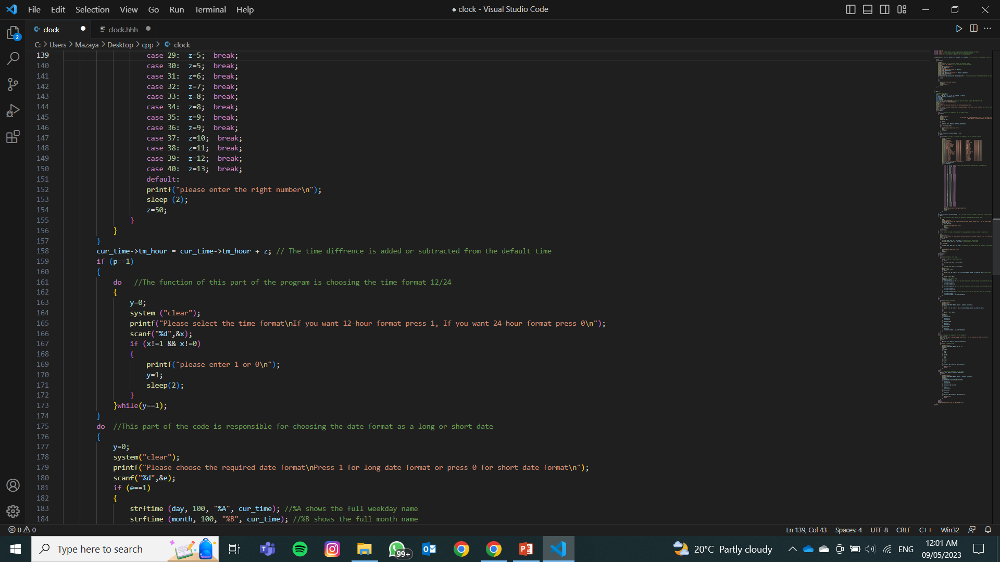 File Edit Selection View Go Run Terminal Help
● clock - Visual Studio Code
clock
clock.hhh
C: > Users > Mazaya > Desktop > cpp > clock
2
139 case 29: z=5; break;
140 case 30: z=5; break;
141 case 31: z=6; break;
142 case 32: z=7; break;
143 case 33: z=8; break;
144 case 34: z=8; break;
145 case 35: z=9; break;
146 case 36: z=9; break;
147 case 37: z=10; break;
148 case 38: z=11; break;
149 case 39: z=12; break;
150 case 40: z=13; break;
151 default:
152 printf("please enter the right number\n");
153 sleep (2);
154 z=50;
155 }
156 }
157 }
158 cur_time->tm_hour = cur_time->tm_hour + z; // The time diffrence is added or subtracted from the default time
159 if (p==1)
160 {
161 do //The function of this part of the program is choosing the time format 12/24
162 {
163 y=0;
164 system ("clear");
165 printf("Please select the time format\nIf you want 12-hour format press 1, If you want 24-hour format press 0\n");
166 scanf("%d",&x);
167 if (x!=1 && x!=0)
168 {
169 printf("please enter 1 or 0\n");
170 y=1;
171 sleep(2);
172 }
173 }while(y==1);
174 }
175 do //This part of the code is responsible for choosing the date format as a long or short date
176 {
177 y=0;
178 system("clear");
179 printf("Please choose the required date format\nPress 1 for long date format or press 0 for short date format\n");
180 scanf("%d",&e);
181 if (e==1)
182 {
183 strftime (day, 100, "%A", cur_time); //%A shows the full weekday name
184 strftime (month, 100, "%B", cur_time); //%B shows the full month name
0 0
Ln 139, Col 43 Spaces: 4 UTF-8 CRLF C++ Win32
Type here to search
99+
20°C Partly cloudy
ENG
12:01 AM
09/05/2023